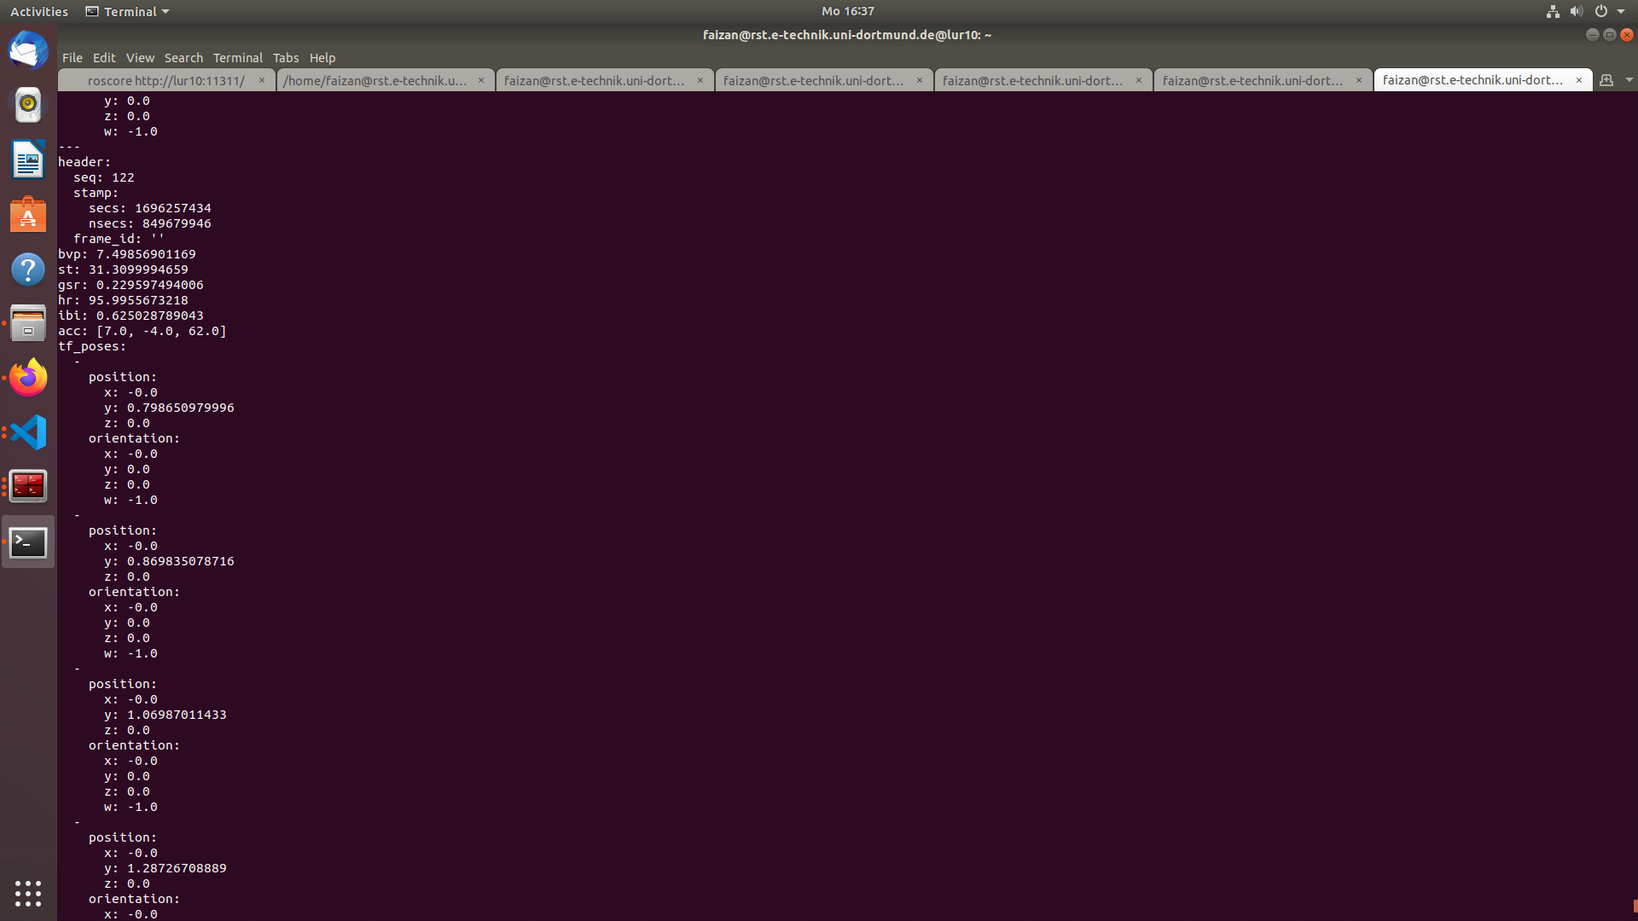 Activities Terminal Mo 16:37
faizan@rst.e-technik.uni-dortmund.de@lur10: ~
File Edit View Search Terminal Tabs Help
roscore http://lur10:11311/ × /home/faizan@rst.e-technik.u... × faizan@rst.e-technik.uni-dort... × faizan@rst.e-technik.uni-dort... × faizan@rst.e-technik.uni-dort... × faizan@rst.e-technik.uni-dort... × faizan@rst.e-technik.uni-dort... ×
y: 0.0
z: 0.0
w: -1.0
---
header:
seq: 122
stamp:
secs: 1696257434
nsecs: 849679946
frame_id: ''
bvp: 7.49856901169
st: 31.3099994659
gsr: 0.229597494006
hr: 95.9955673218
ibi: 0.625028789043
acc: [7.0, -4.0, 62.0]
tf_poses:
-
position:
x: -0.0
y: 0.798650979996
z: 0.0
orientation:
x: -0.0
y: 0.0
z: 0.0
w: -1.0
-
position:
x: -0.0
y: 0.869835078716
z: 0.0
orientation:
x: -0.0
y: 0.0
z: 0.0
w: -1.0
-
position:
x: -0.0
y: 1.06987011433
z: 0.0
orientation:
x: -0.0
y: 0.0
z: 0.0
w: -1.0
-
position:
x: -0.0
y: 1.28726708889
z: 0.0
orientation:
x: -0.0